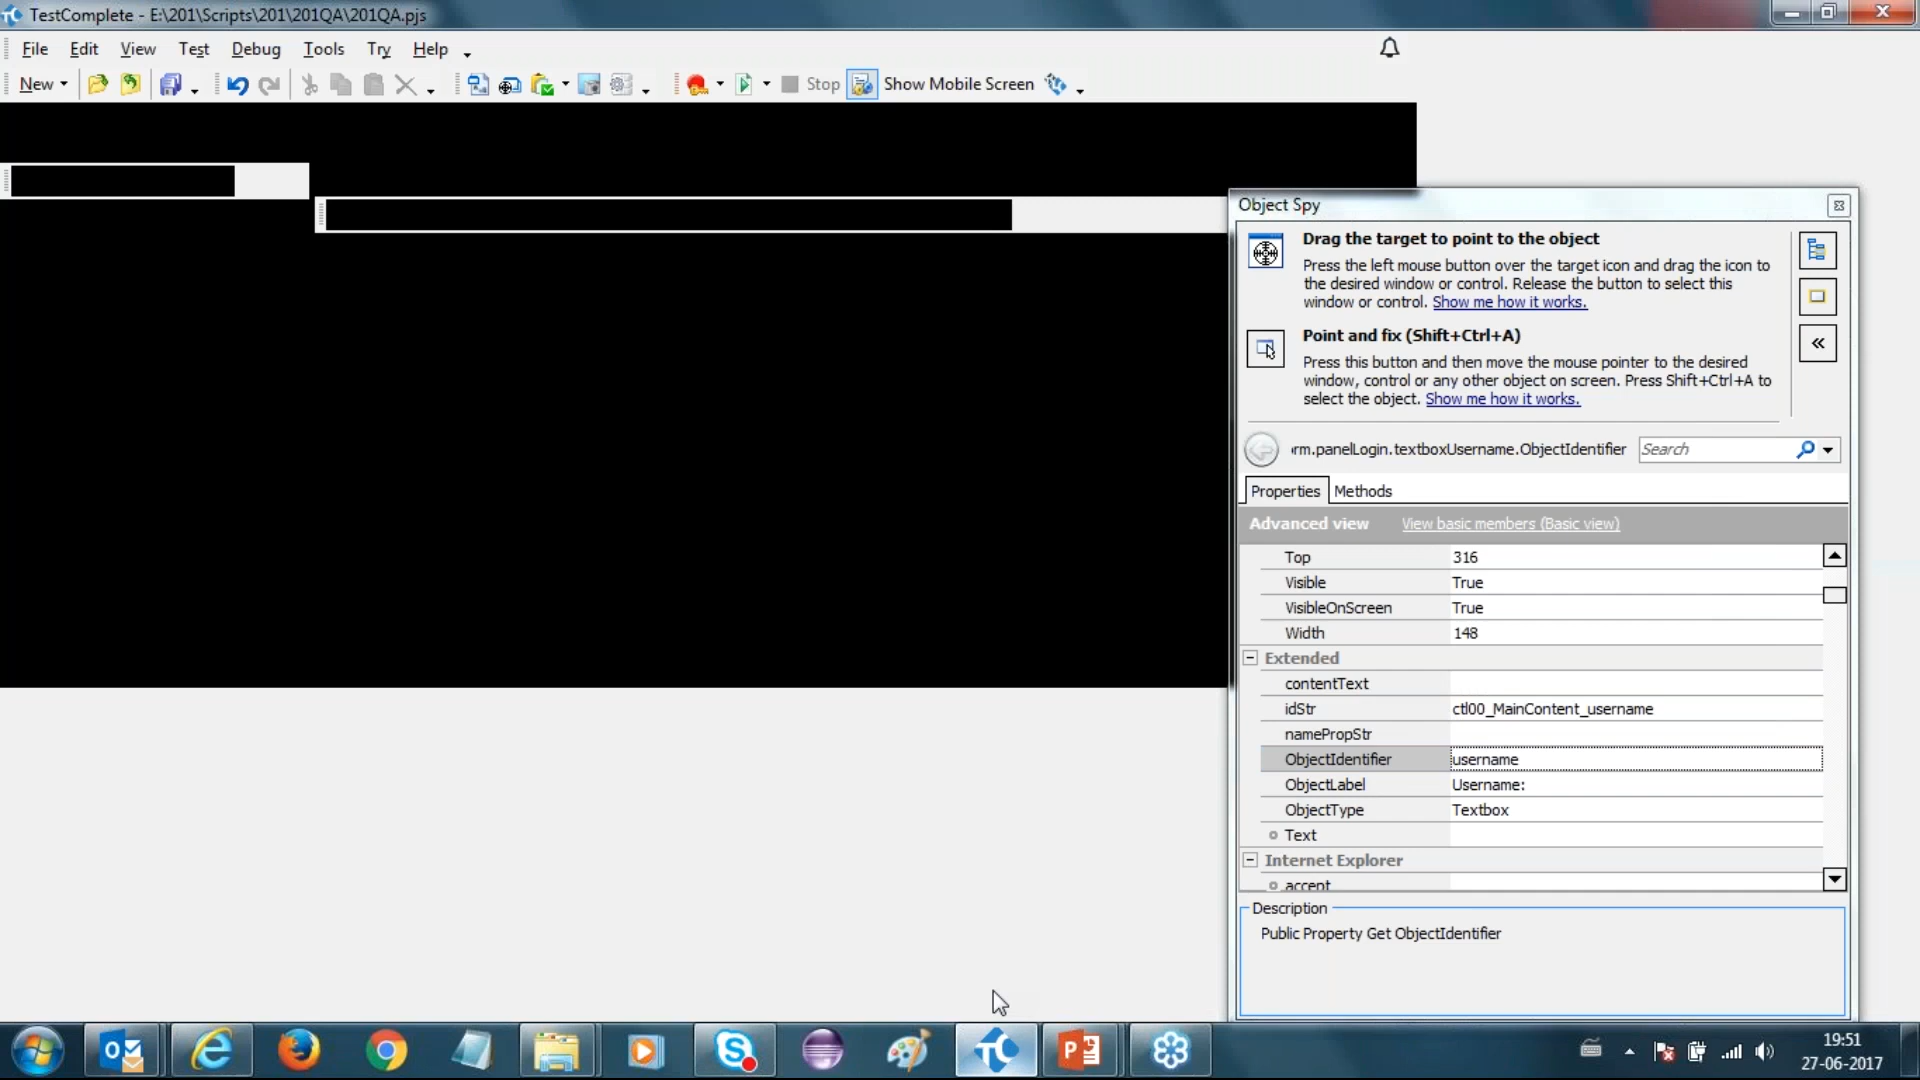 TestComplete - E:\201\Scripts\201\201QA\201QA.pjs
File Edit View Test Debug Tools Try Help
New Stop Show Mobile Screen
Object Spy
Drag the target to point to the object
Press the left mouse button over the target icon and drag the icon to
the desired window or control. Release the button to select this
window or control. Show me how it works.
Point and fix (Shift+Ctrl+A)
Press this button and then move the mouse pointer to the desired
window, control or any other object on screen. Press Shift+Ctrl+A to
select the object. Show me how it works.
rm.panelLogin.textboxUsername.ObjectIdentifier Search
Properties Methods
Advanced view View basic members (Basic view)
Top 316
Visible True
VisibleOnScreen True
Width 148
Extended
contentText
idStr ctl00_MainContent_username
namePropStr
ObjectIdentifier username
ObjectLabel Username:
ObjectType Textbox
Text
Internet Explorer
accept
Description
Public Property Get ObjectIdentifier
19:51
27-06-2017